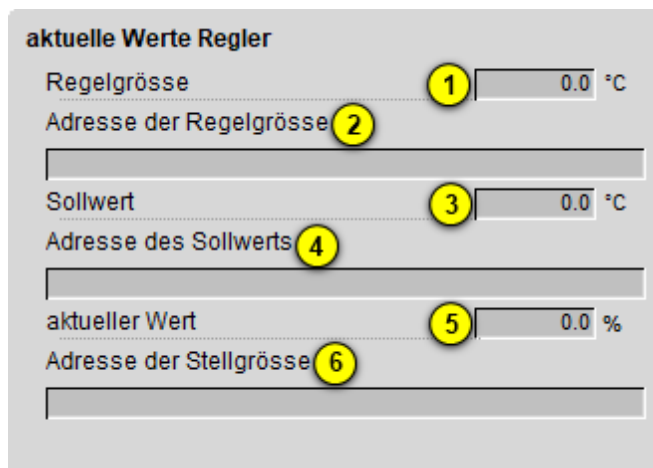 aktuelle Werte Regler
Regelgrösse 1 0.0 °C
Adresse der Regelgrösse 2
Sollwert 3 0.0 °C
Adresse des Sollwerts 4
aktueller Wert 5 0.0 %
Adresse der Stellgrösse 6